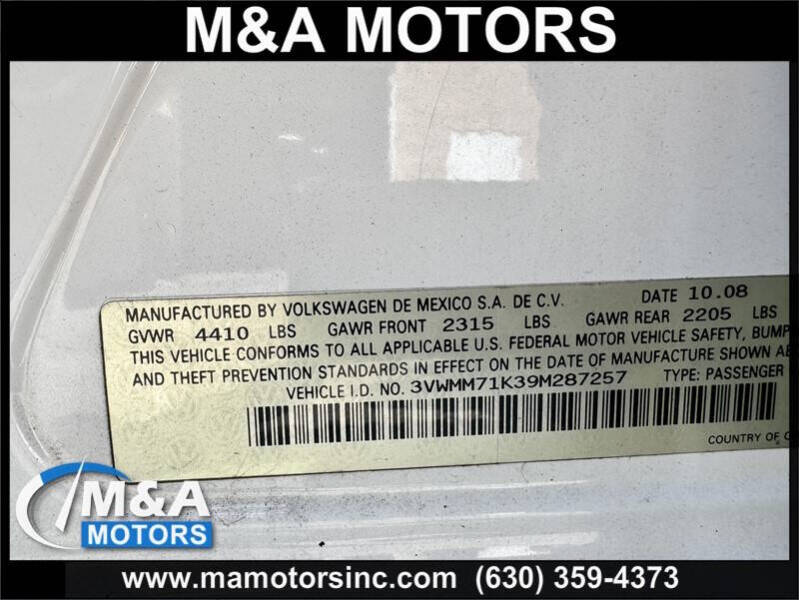 M&A MOTORS
MANUFACTURED BY VOLKSWAGEN DE MEXICO S.A. DE C.V. DATE 10.08
GVWR 4410 LBS GAWR FRONT 2315 LBS GAWR REAR 2205 LBS
THIS VEHICLE CONFORMS TO ALL APPLICABLE U.S. FEDERAL MOTOR VEHICLE SAFETY, BUMP
AND THEFT PREVENTION STANDARDS IN EFFECT ON THE DATE OF MANUFACTURE SHOWN AB
VEHICLE I.D. NO. 3VWMM71K39M287257 TYPE: PASSENGER
COUNTRY OF
M&A
MOTORS
www.mamotorsinc.com (630) 359-4373